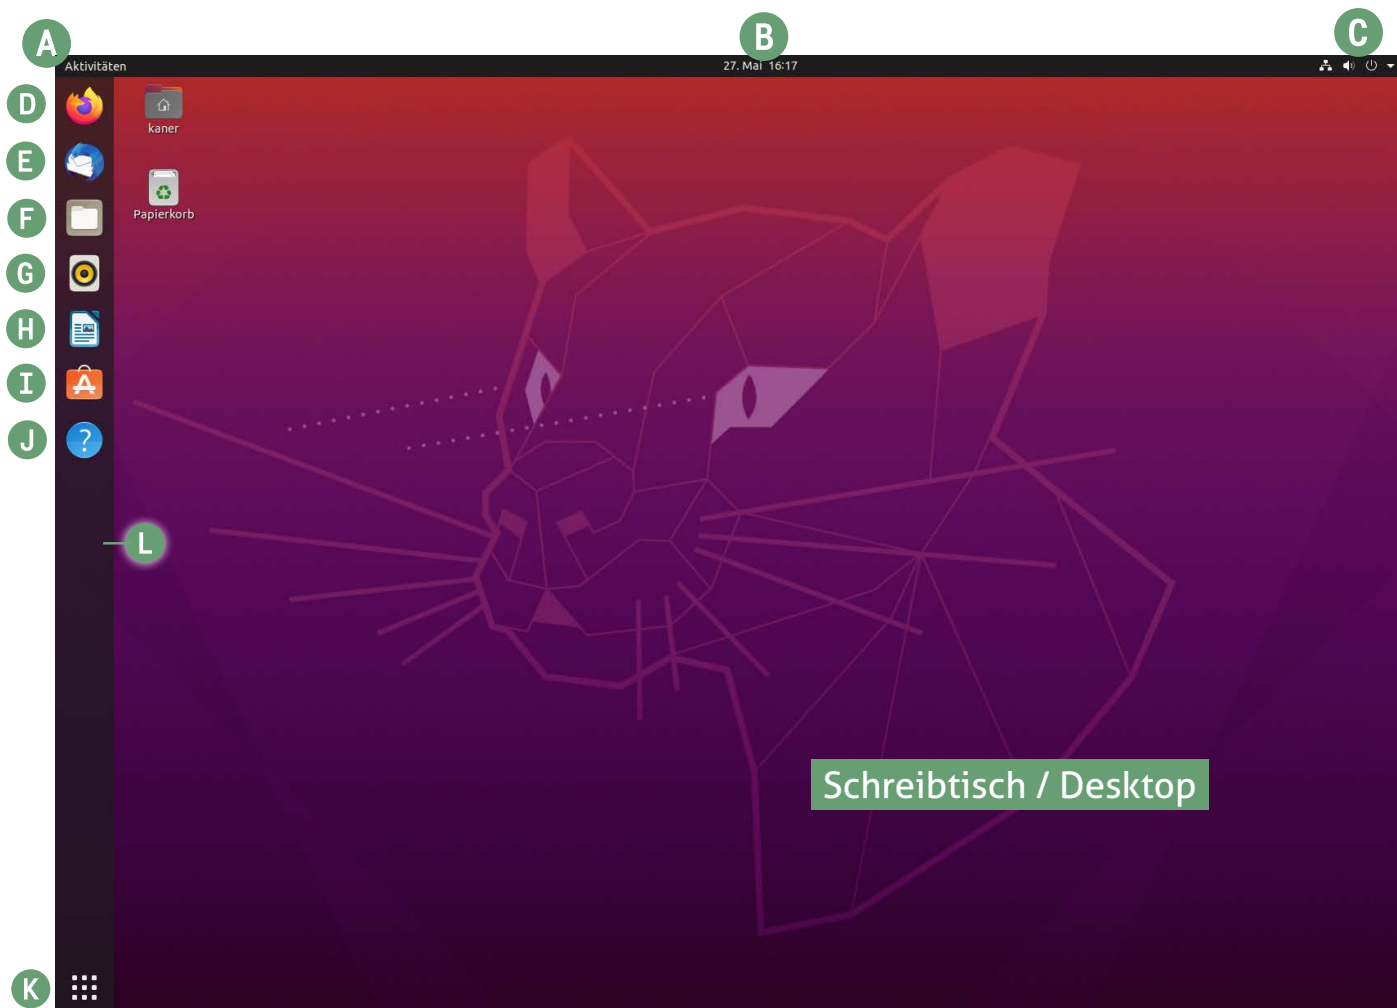 A
B
C
Aktivitäten
27. Mai 16:17
D
kaner
E
F
Papierkorb
G
H
I
J
?
L
Schreibtisch / Desktop
K